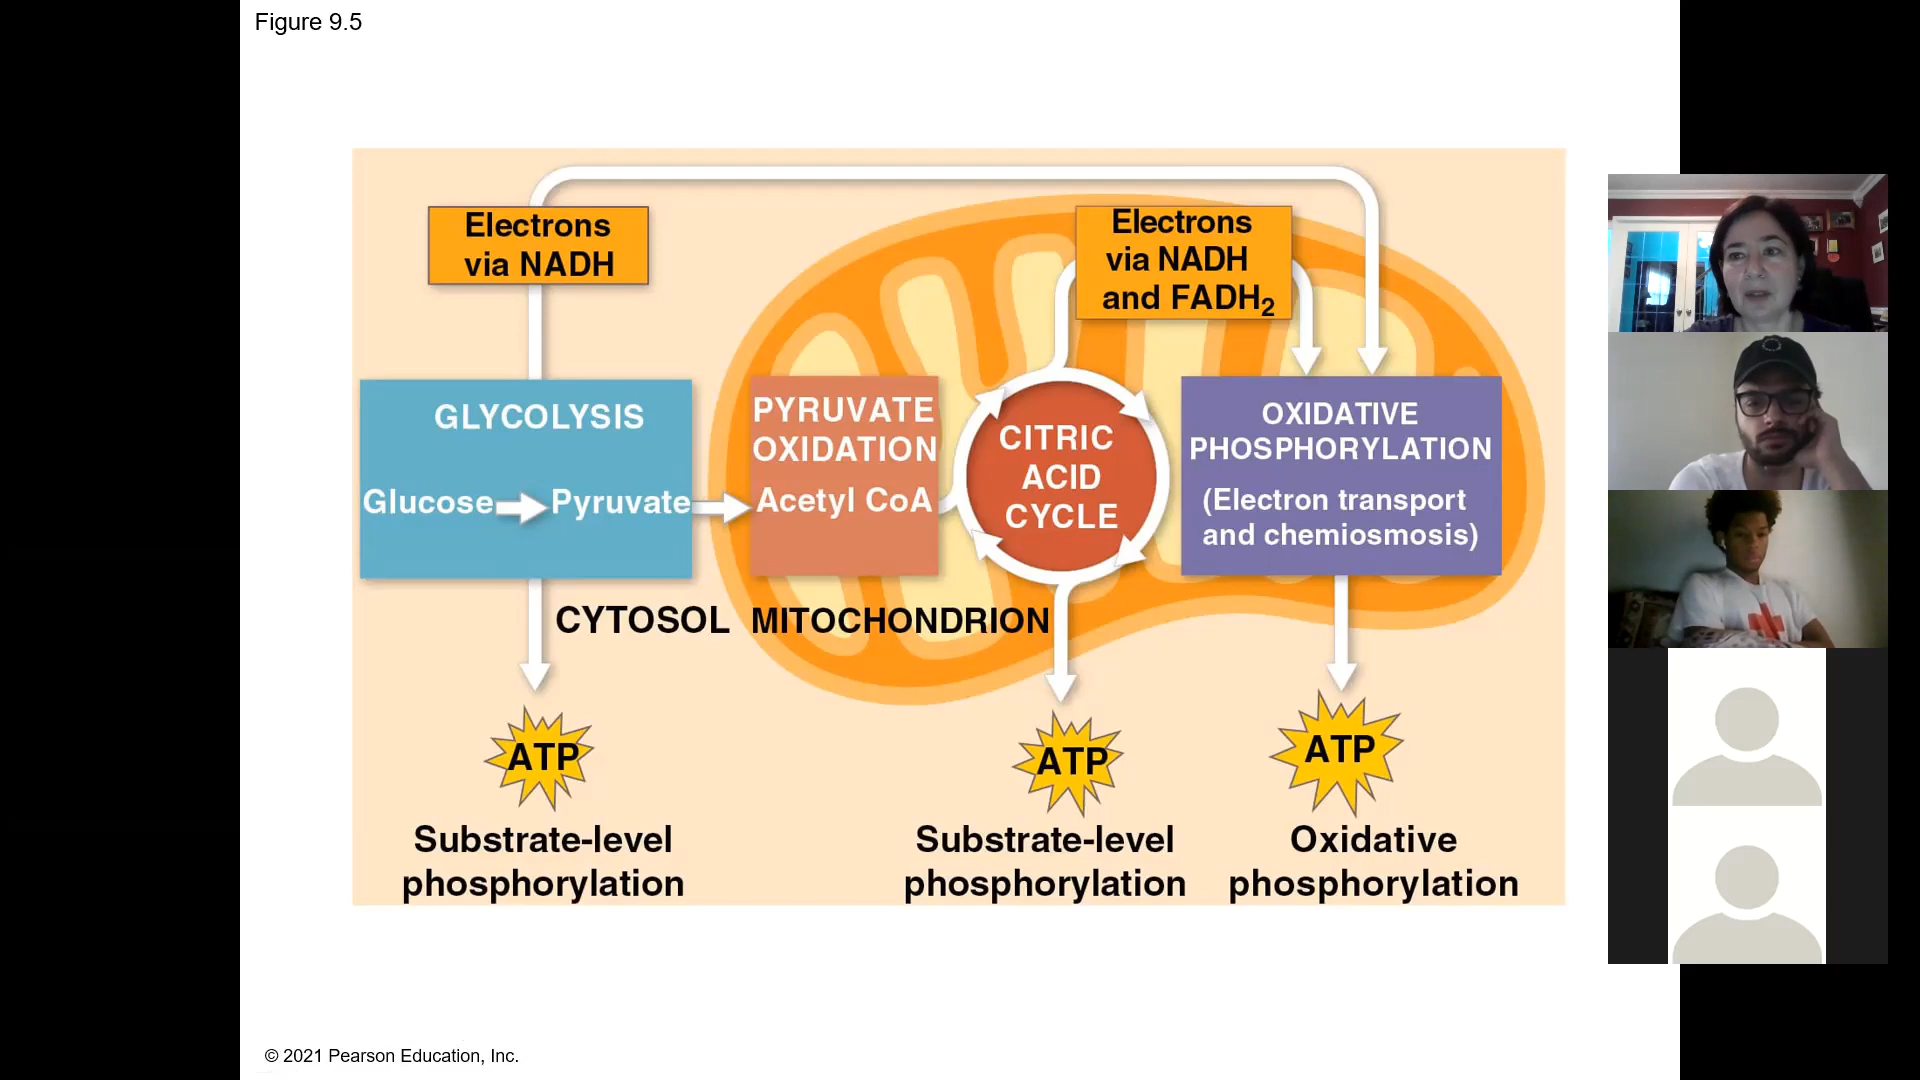 Figure 9.5
Electrons
via NADH
Electrons
via NADH
and FADH2
GLYCOLYSIS
Glucose
Pyruvate
PYRUVATE
OXIDATION
Acetyl CoA
CITRIC
ACID
CYCLE
OXIDATIVE
PHOSPHORYLATION
(Electron transport
and chemiosmosis)
CYTOSOL
MITOCHONDRION
ATP
ATP
ATP
Substrate-level
phosphorylation
Substrate-level
phosphorylation
Oxidative
phosphorylation
© 2021 Pearson Education, Inc.